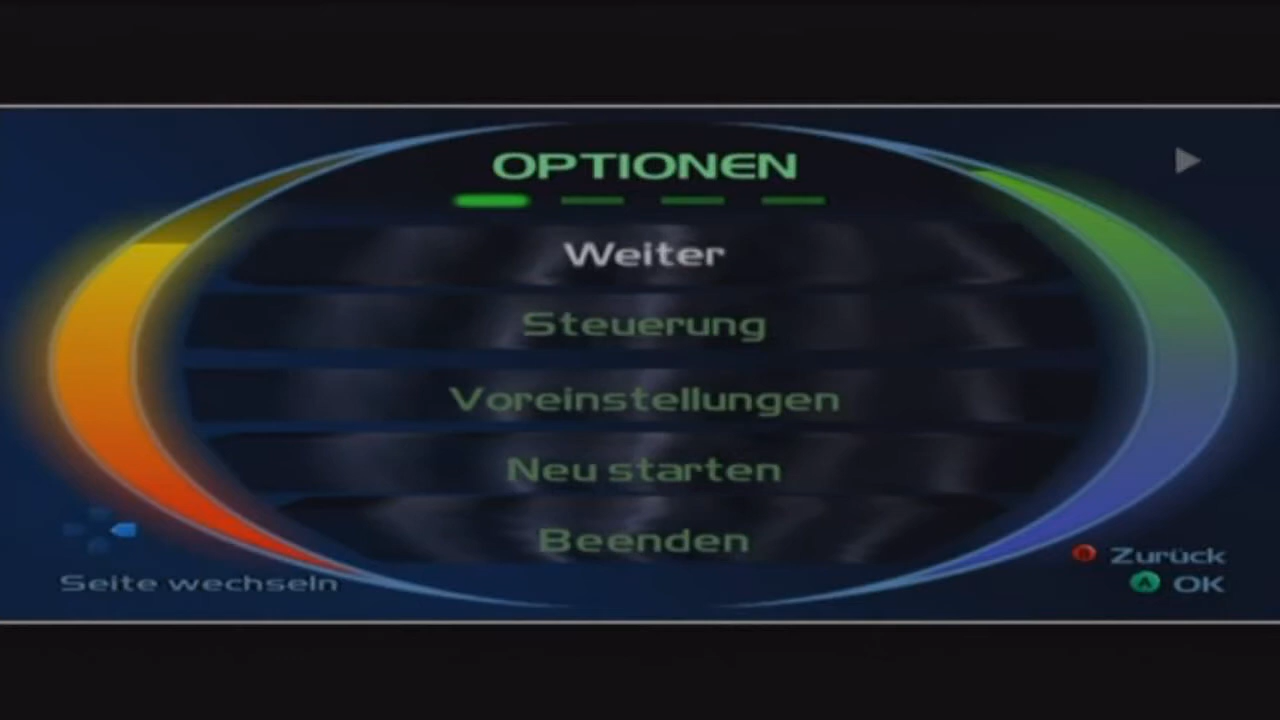 OPTIONEN
Weiter
Steuerung
Voreinstellungen
Neu starten
Beenden
Seite wechseln
B Zurück
A OK